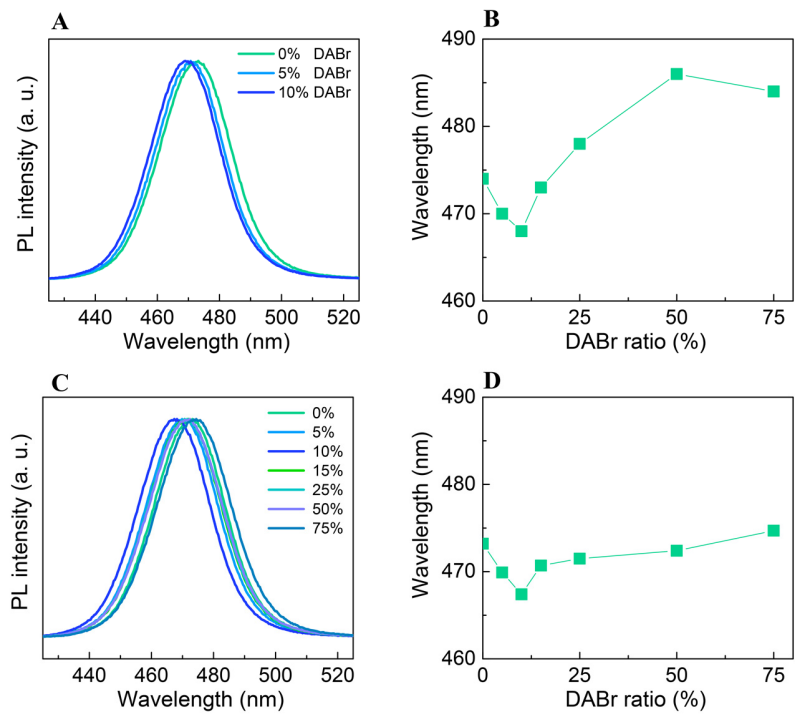 A
PL intensity (a. u.)
0% DABr
5% DABr
10% DABr
440 460 480 500 520
Wavelength (nm)
B
Wavelength (nm)
490
480
470
460
0 25 50 75
DABr ratio (%)
C
PL intensity (a. u.)
0%
5%
10%
15%
25%
50%
75%
440 460 480 500 520
Wavelength (nm)
D
Wavelength (nm)
490
480
470
460
0 25 50 75
DABr ratio (%)